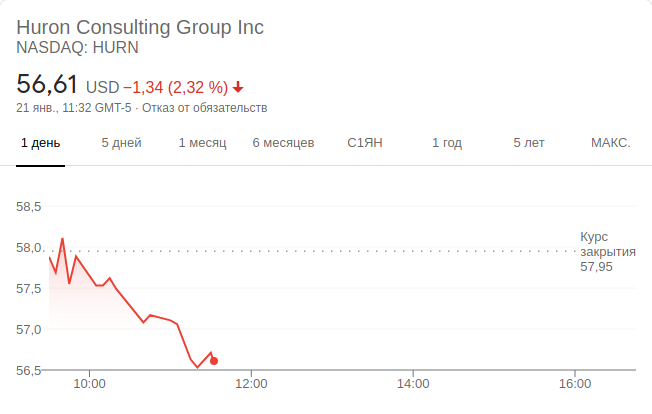 Huron Consulting Group Inc
NASDAQ: HURN
56,61 USD −1,34 (2,32 %)
21 янв., 11:32 GMT-5 · Отказ от обязательств
1 день 5 дней 1 месяц 6 месяцев С1ЯН 1 год 5 лет МАКС.
58,5
58,0
57,5
57,0
56,5
Курс
закрытия
57,95
10:00 12:00 14:00 16:00